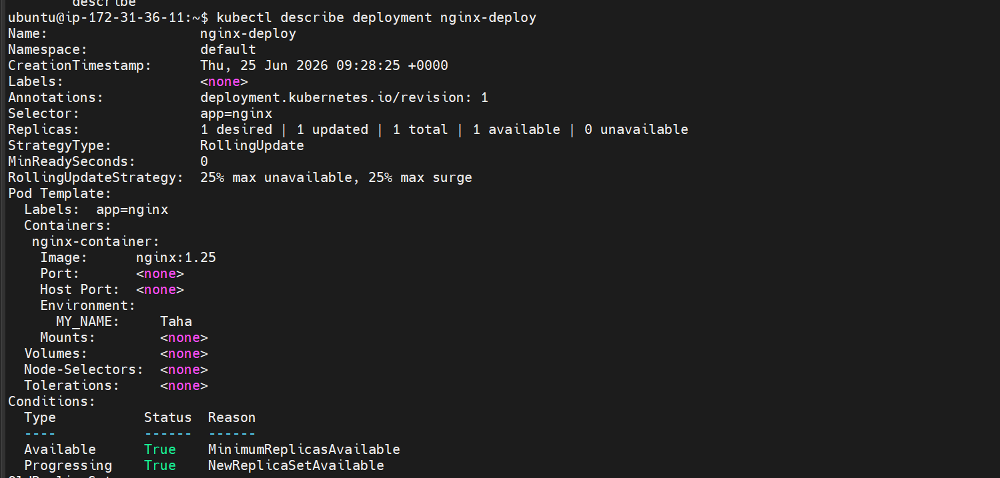 describe
ubuntu@ip-172-31-36-11:~$ kubectl describe deployment nginx-deploy
Name:                   nginx-deploy
Namespace:              default
CreationTimestamp:      Thu, 25 Jun 2026 09:28:25 +0000
Labels:                 <none>
Annotations:            deployment.kubernetes.io/revision: 1
Selector:               app=nginx
Replicas:               1 desired | 1 updated | 1 total | 1 available | 0 unavailable
StrategyType:           RollingUpdate
MinReadySeconds:        0
RollingUpdateStrategy:  25% max unavailable, 25% max surge
Pod Template:
  Labels:  app=nginx
  Containers:
   nginx-container:
    Image:      nginx:1.25
    Port:       <none>
    Host Port:  <none>
    Environment:
      MY_NAME:     Taha
    Mounts:        <none>
  Volumes:         <none>
  Node-Selectors:  <none>
  Tolerations:     <none>
Conditions:
  Type           Status  Reason
  ----           ------  ------
  Available      True    MinimumReplicasAvailable
  Progressing    True    NewReplicaSetAvailable